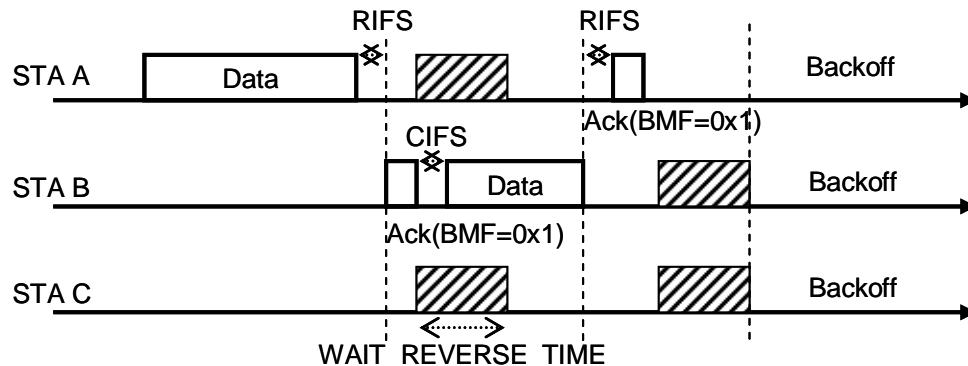 RIFS
RIFS
STA A
Data
Backoff
Ack(BMF=0x1)
CIFS
STA B
Data
Backoff
Ack(BMF=0x1)
STA C
Backoff
WAIT REVERSE TIME